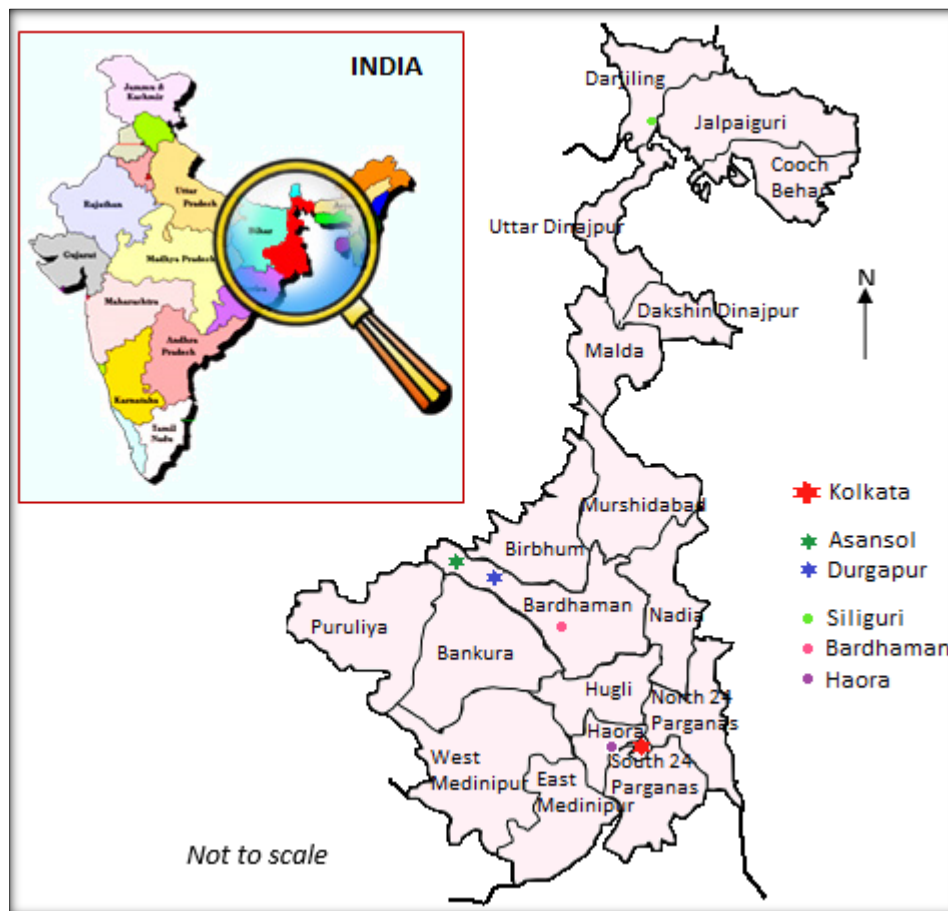 INDIA
Jammu &
Kashmir
Rajasthan
Uttar
Pradesh
Bihar
Gujarat
Madhya Pradesh
Maharashtra
Andhra
Pradesh
Karnataka
Tamil
Nadu
Darjiling
Jalpaiguri
Cooch
Behar
Uttar Dinajpur
N
Dakshin Dinajpur
Malda
Murshidabad
Birbhum
Bardhaman
Nadia
Puruliya
Bankura
Hugli
North 24
Parganas
Haora
South 24
Parganas
West
Medinipur
East
Medinipur
Kolkata
Asansol
Durgapur
Siliguri
Bardhaman
Haora
Not to scale